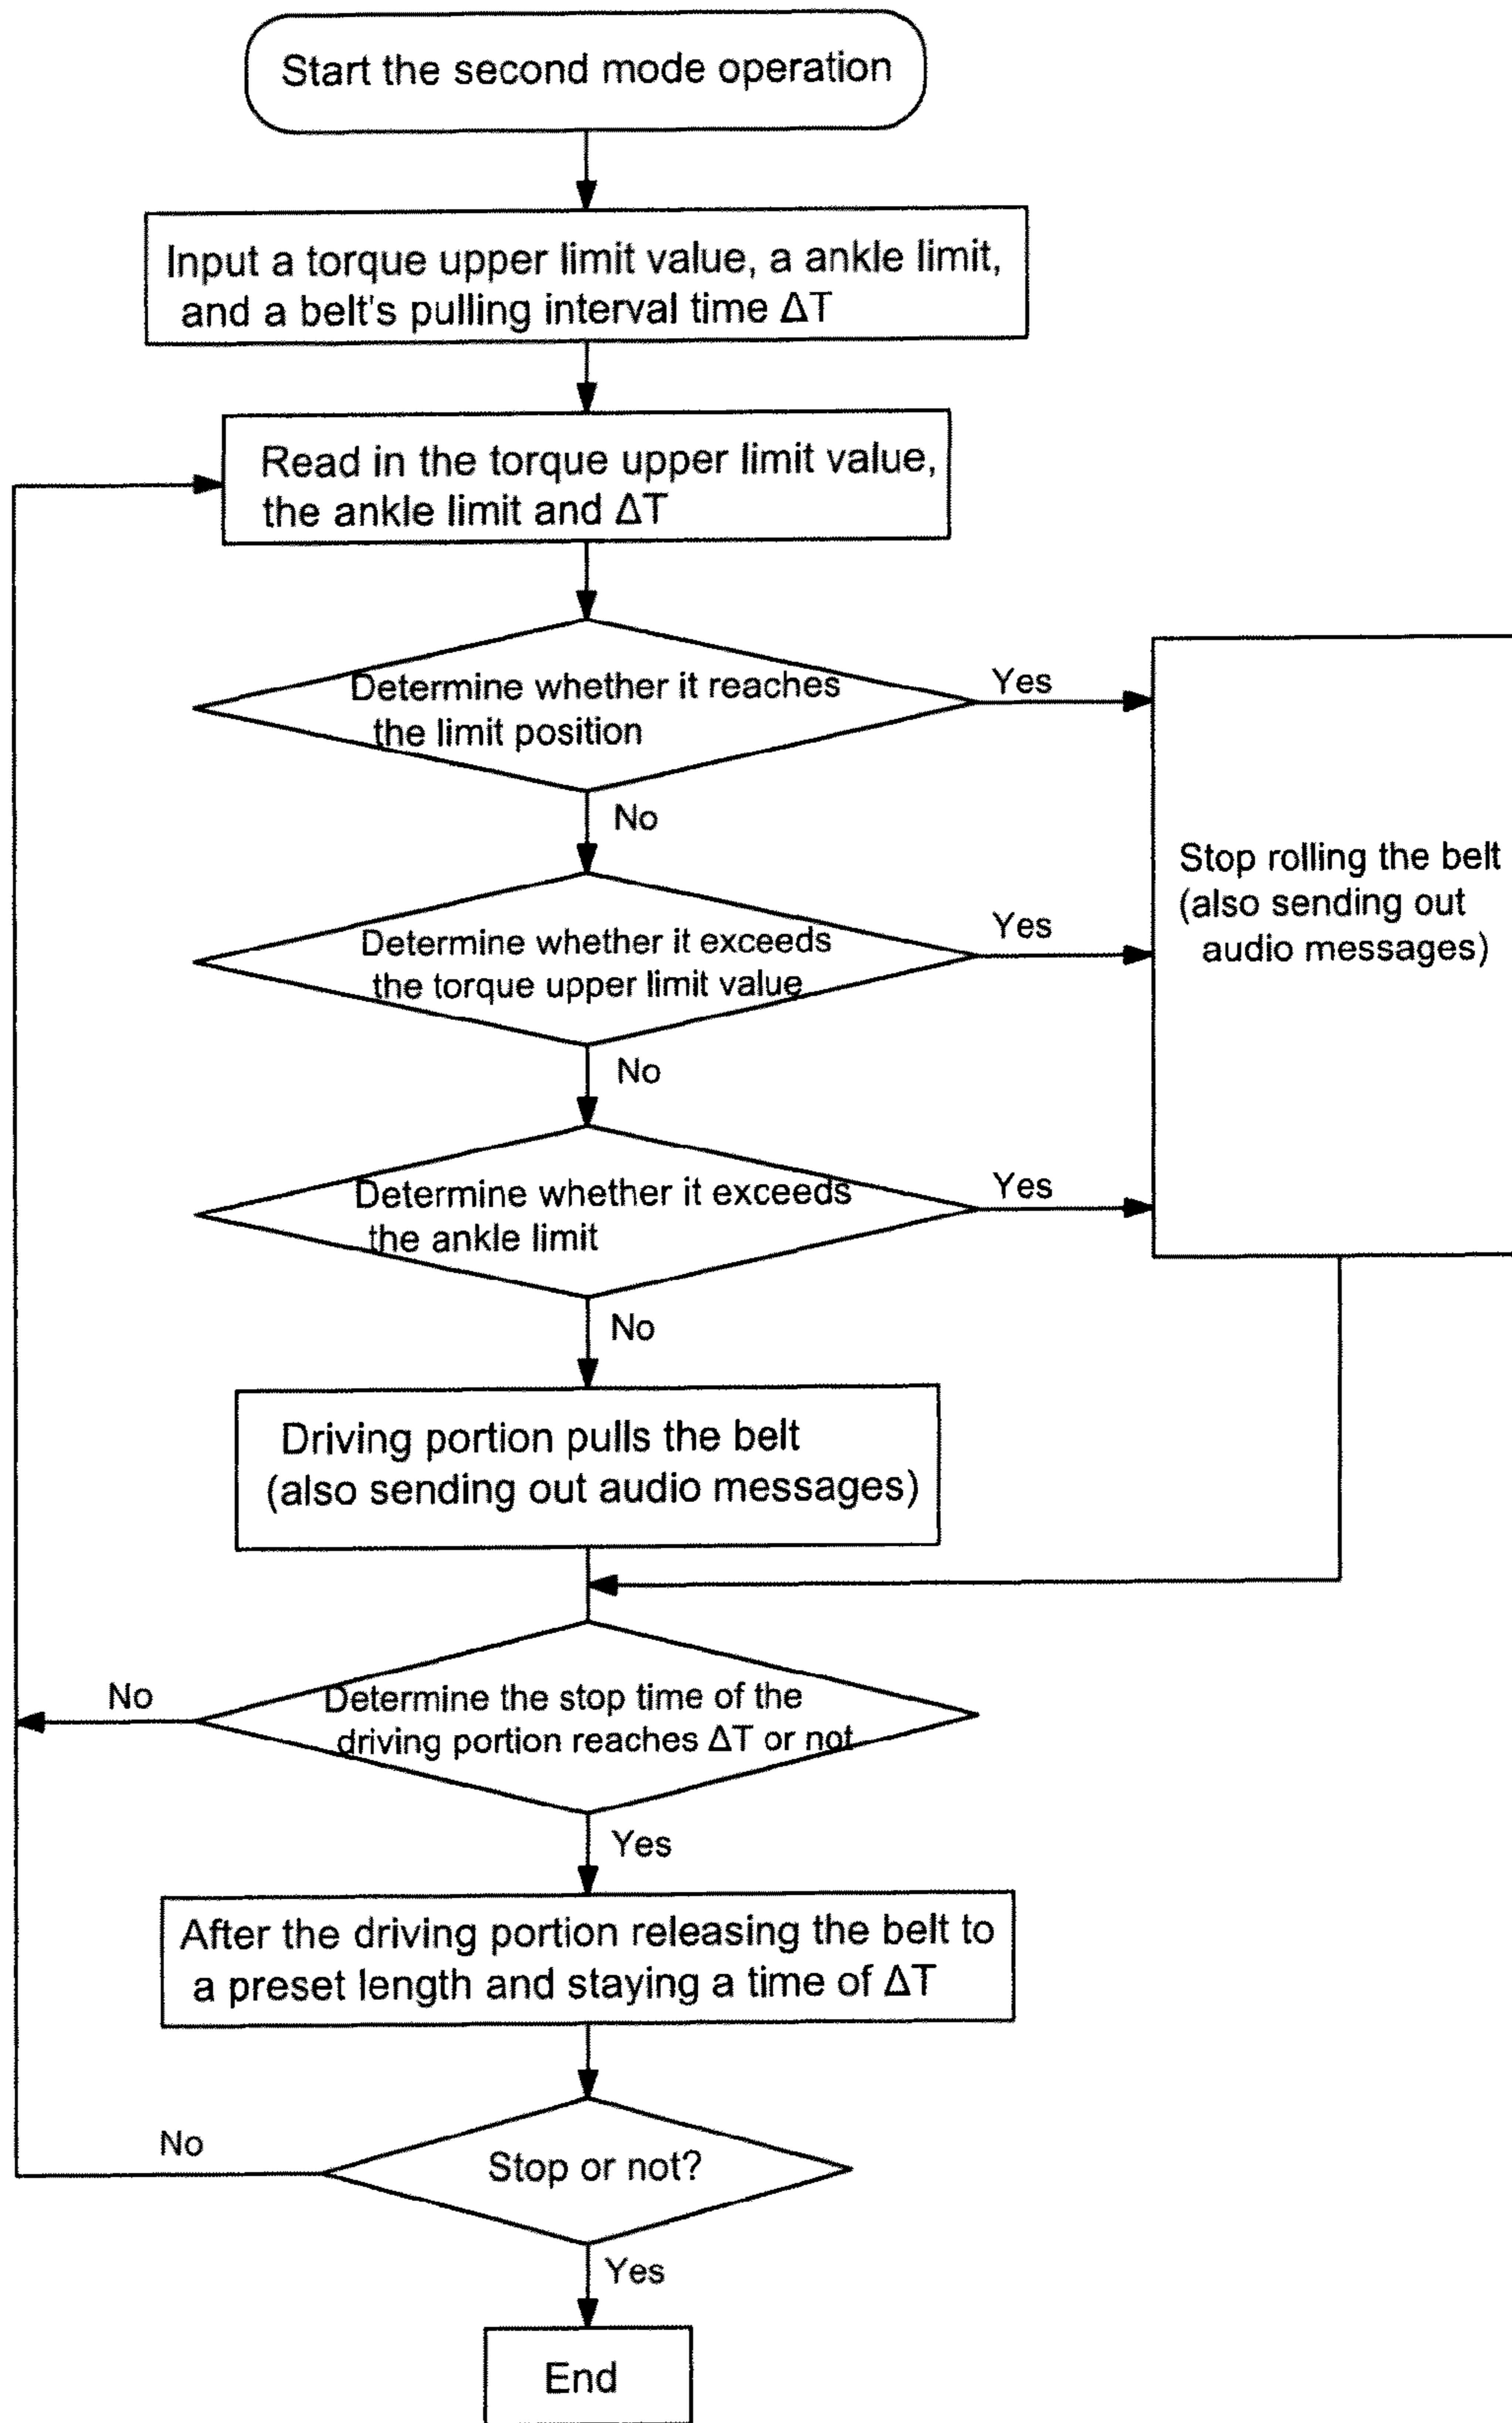 Start the second mode operation
Input a torque upper limit value, a ankle limit,
and a belt's pulling interval time ΔT
Read in the torque upper limit value,
the ankle limit and ΔT
Determine whether it reaches
the limit position
Yes
No
Stop rolling the belt
(also sending out
audio messages)
Determine whether it exceeds
the torque upper limit value
Yes
No
Determine whether it exceeds
the ankle limit
Yes
No
Driving portion pulls the belt
(also sending out audio messages)
Determine the stop time of the
driving portion reaches ΔT or not
No
Yes
After the driving portion releasing the belt to
a preset length and staying a time of ΔT
Stop or not?
No
Yes
End